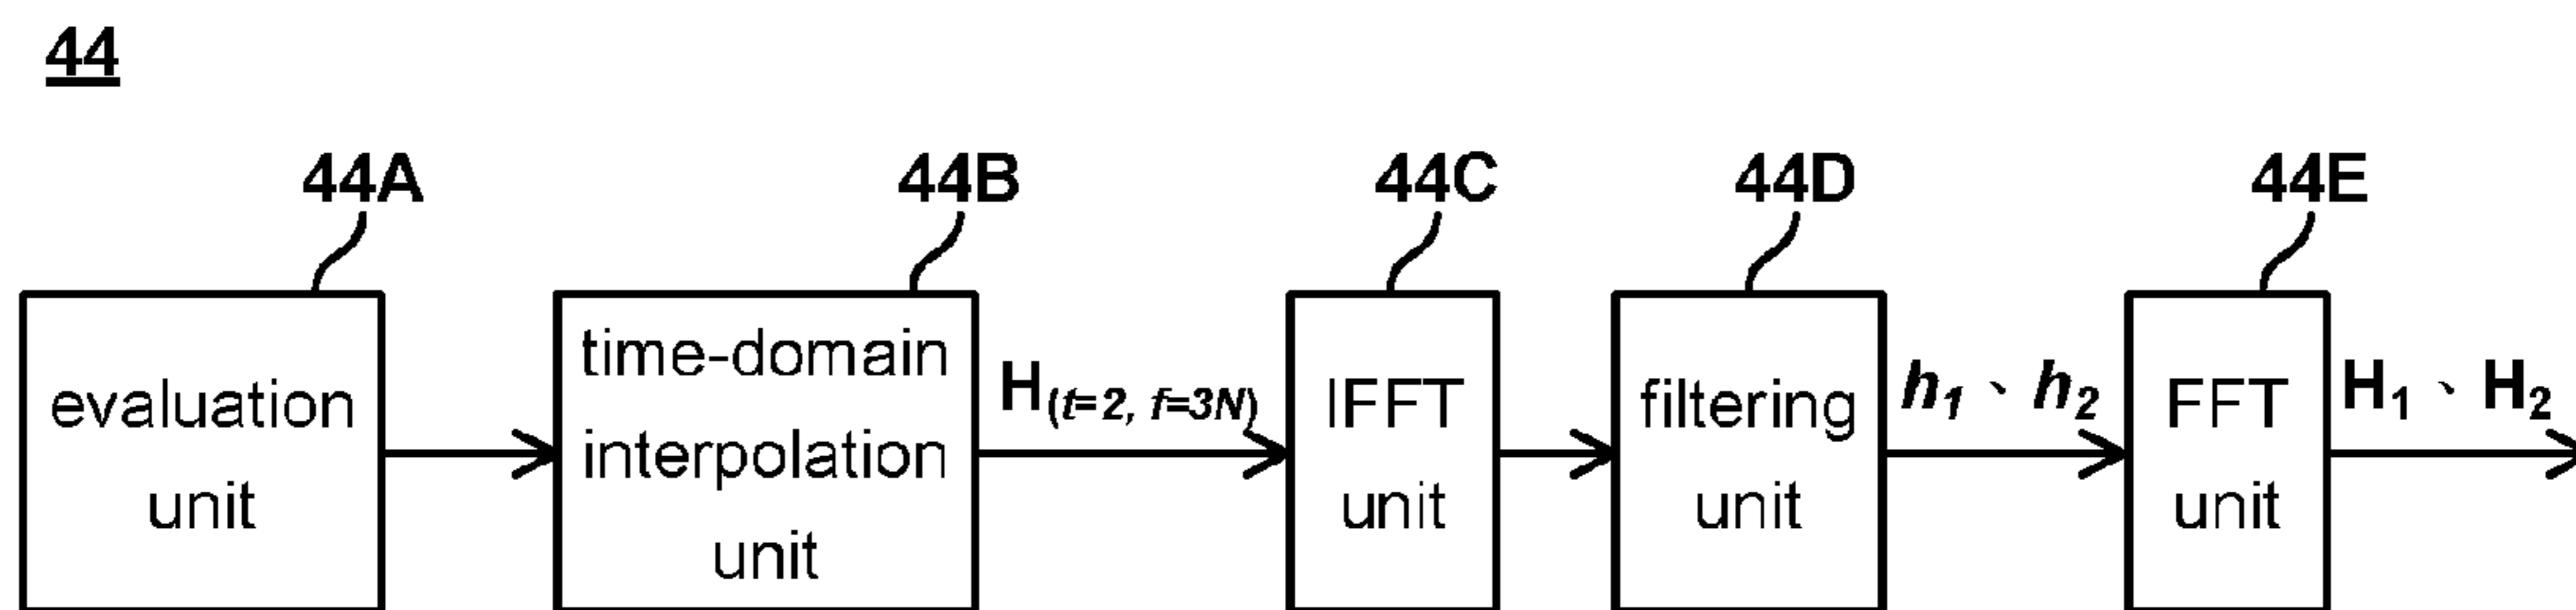 44
44A
44B
44C
44D
44E
evaluation
unit
time-domain
interpolation
unit
H(t=2, f=3N)
IFFT
unit
filtering
unit
h1、h2
FFT
unit
H1、H2